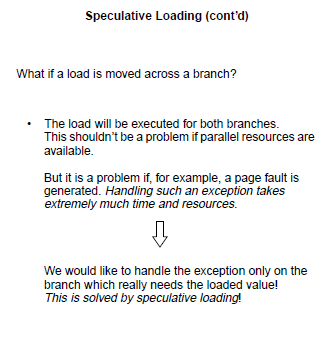 Speculative Loading (cont'd)
What if a load is moved across a branch?
• The load will be executed for both branches.
This shouldn't be a problem if parallel resources are
available.
But it is a problem if, for example, a page fault is
generated. Handling such an exception takes
extremely much time and resources.
We would like to handle the exception only on the
branch which really needs the loaded value!
This is solved by speculative loading!